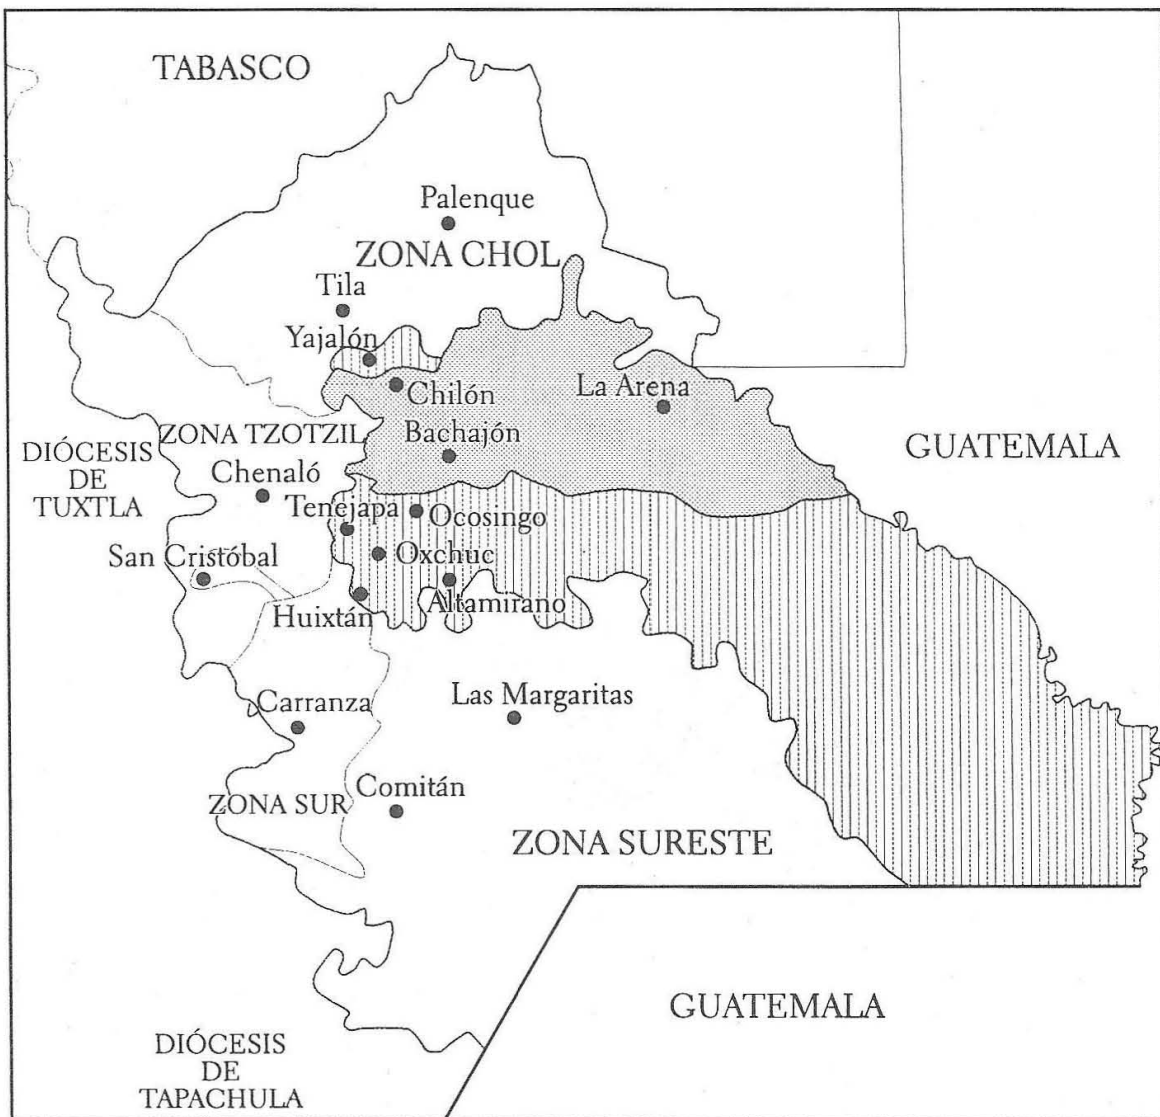 TABASCO
Palenque
ZONA CHOL
Tila
Yajalón
Chilón
La Arena
ZONA TZOTZIL
Bachajón
DIÓCESIS
DE
TUXTLA
GUATEMALA
Chenaló
Tenejapa
Ocosingo
San Cristóbal
Oxchuc
Huixtán
Altamirano
Carranza
Las Margaritas
ZONA SUR
Comitán
ZONA SURESTE
GUATEMALA
DIÓCESIS
DE
TAPACHULA